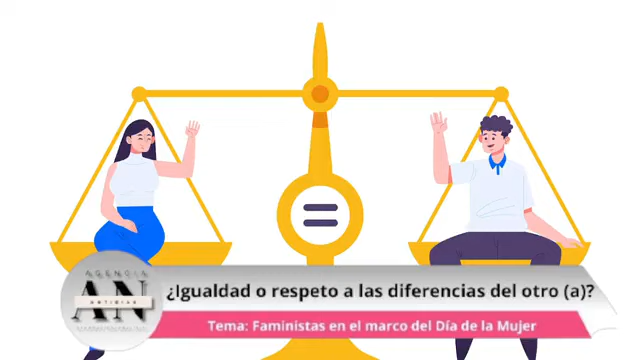 =
AGENCIA
AN
NOTICIAS
¿Igualdad o respeto a las diferencias del otro (a)?
Tema: Faministas en el marco del Día de la Mujer